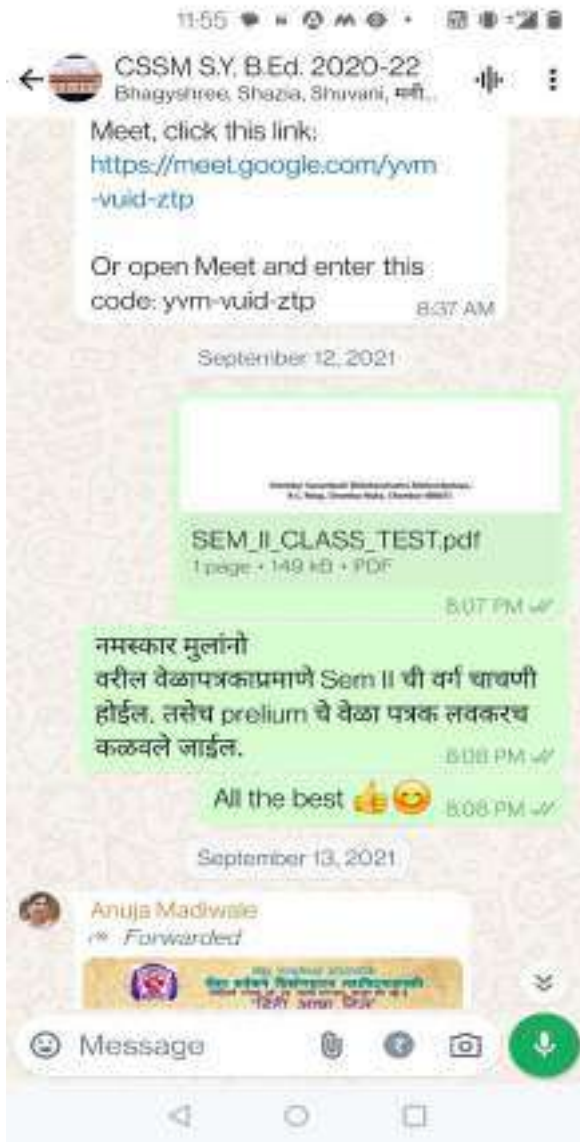 11:55
CSSM S.Y. B.Ed. 2020-22
Bhagyshree, Shazia, Shuvani, मली...
Meet, click this link:
https://meet.google.com/yvm
-vuid-ztp
Or open Meet and enter this
code: yvm-vuid-ztp
8:37 AM
September 12, 2021
SEM_II_CLASS_TEST.pdf
1 page • 149 kB • PDF
8:07 PM
नमस्कार मुलांनो
वरील वेळापत्रकाप्रमाणे Sem II ची वर्ग चाचणी
होईल. तसेच prelium चे वेळा पत्रक लवकरच
कळवले जाईल.
8:08 PM
All the best 👍😊
8:08 PM
September 13, 2021
Anuja Madiwale
Forwarded
Message